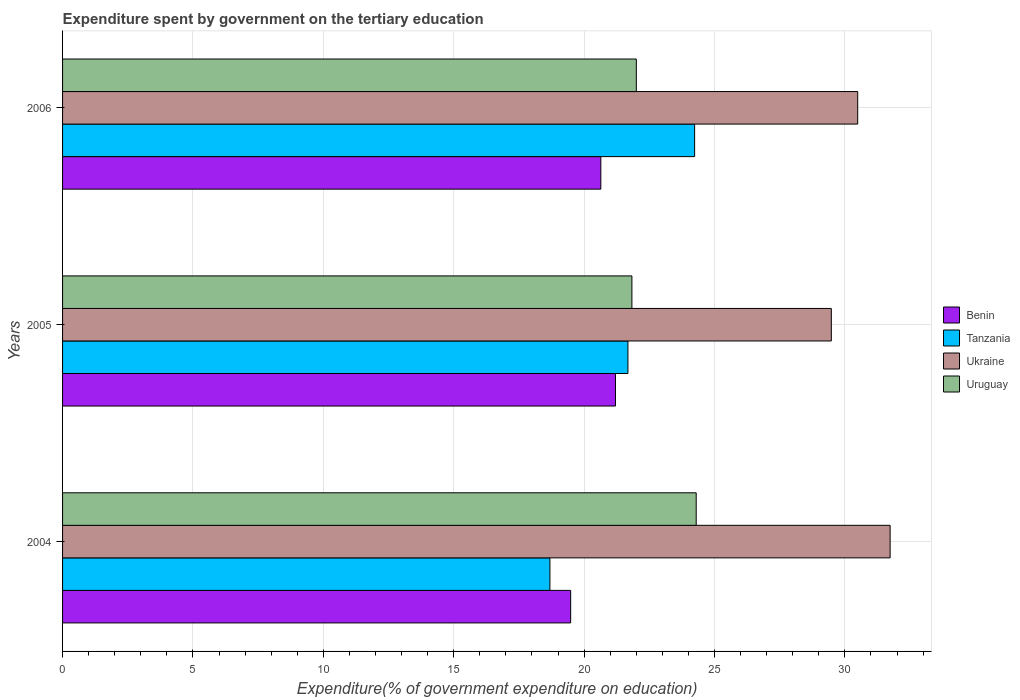 Expenditure spent by government on the tertiary education
2006
2005
2004
Years
0 5 10 15 20 25 30
Expenditure(% of government expenditure on education)
Benin
Tanzania
Ukraine
Uruguay